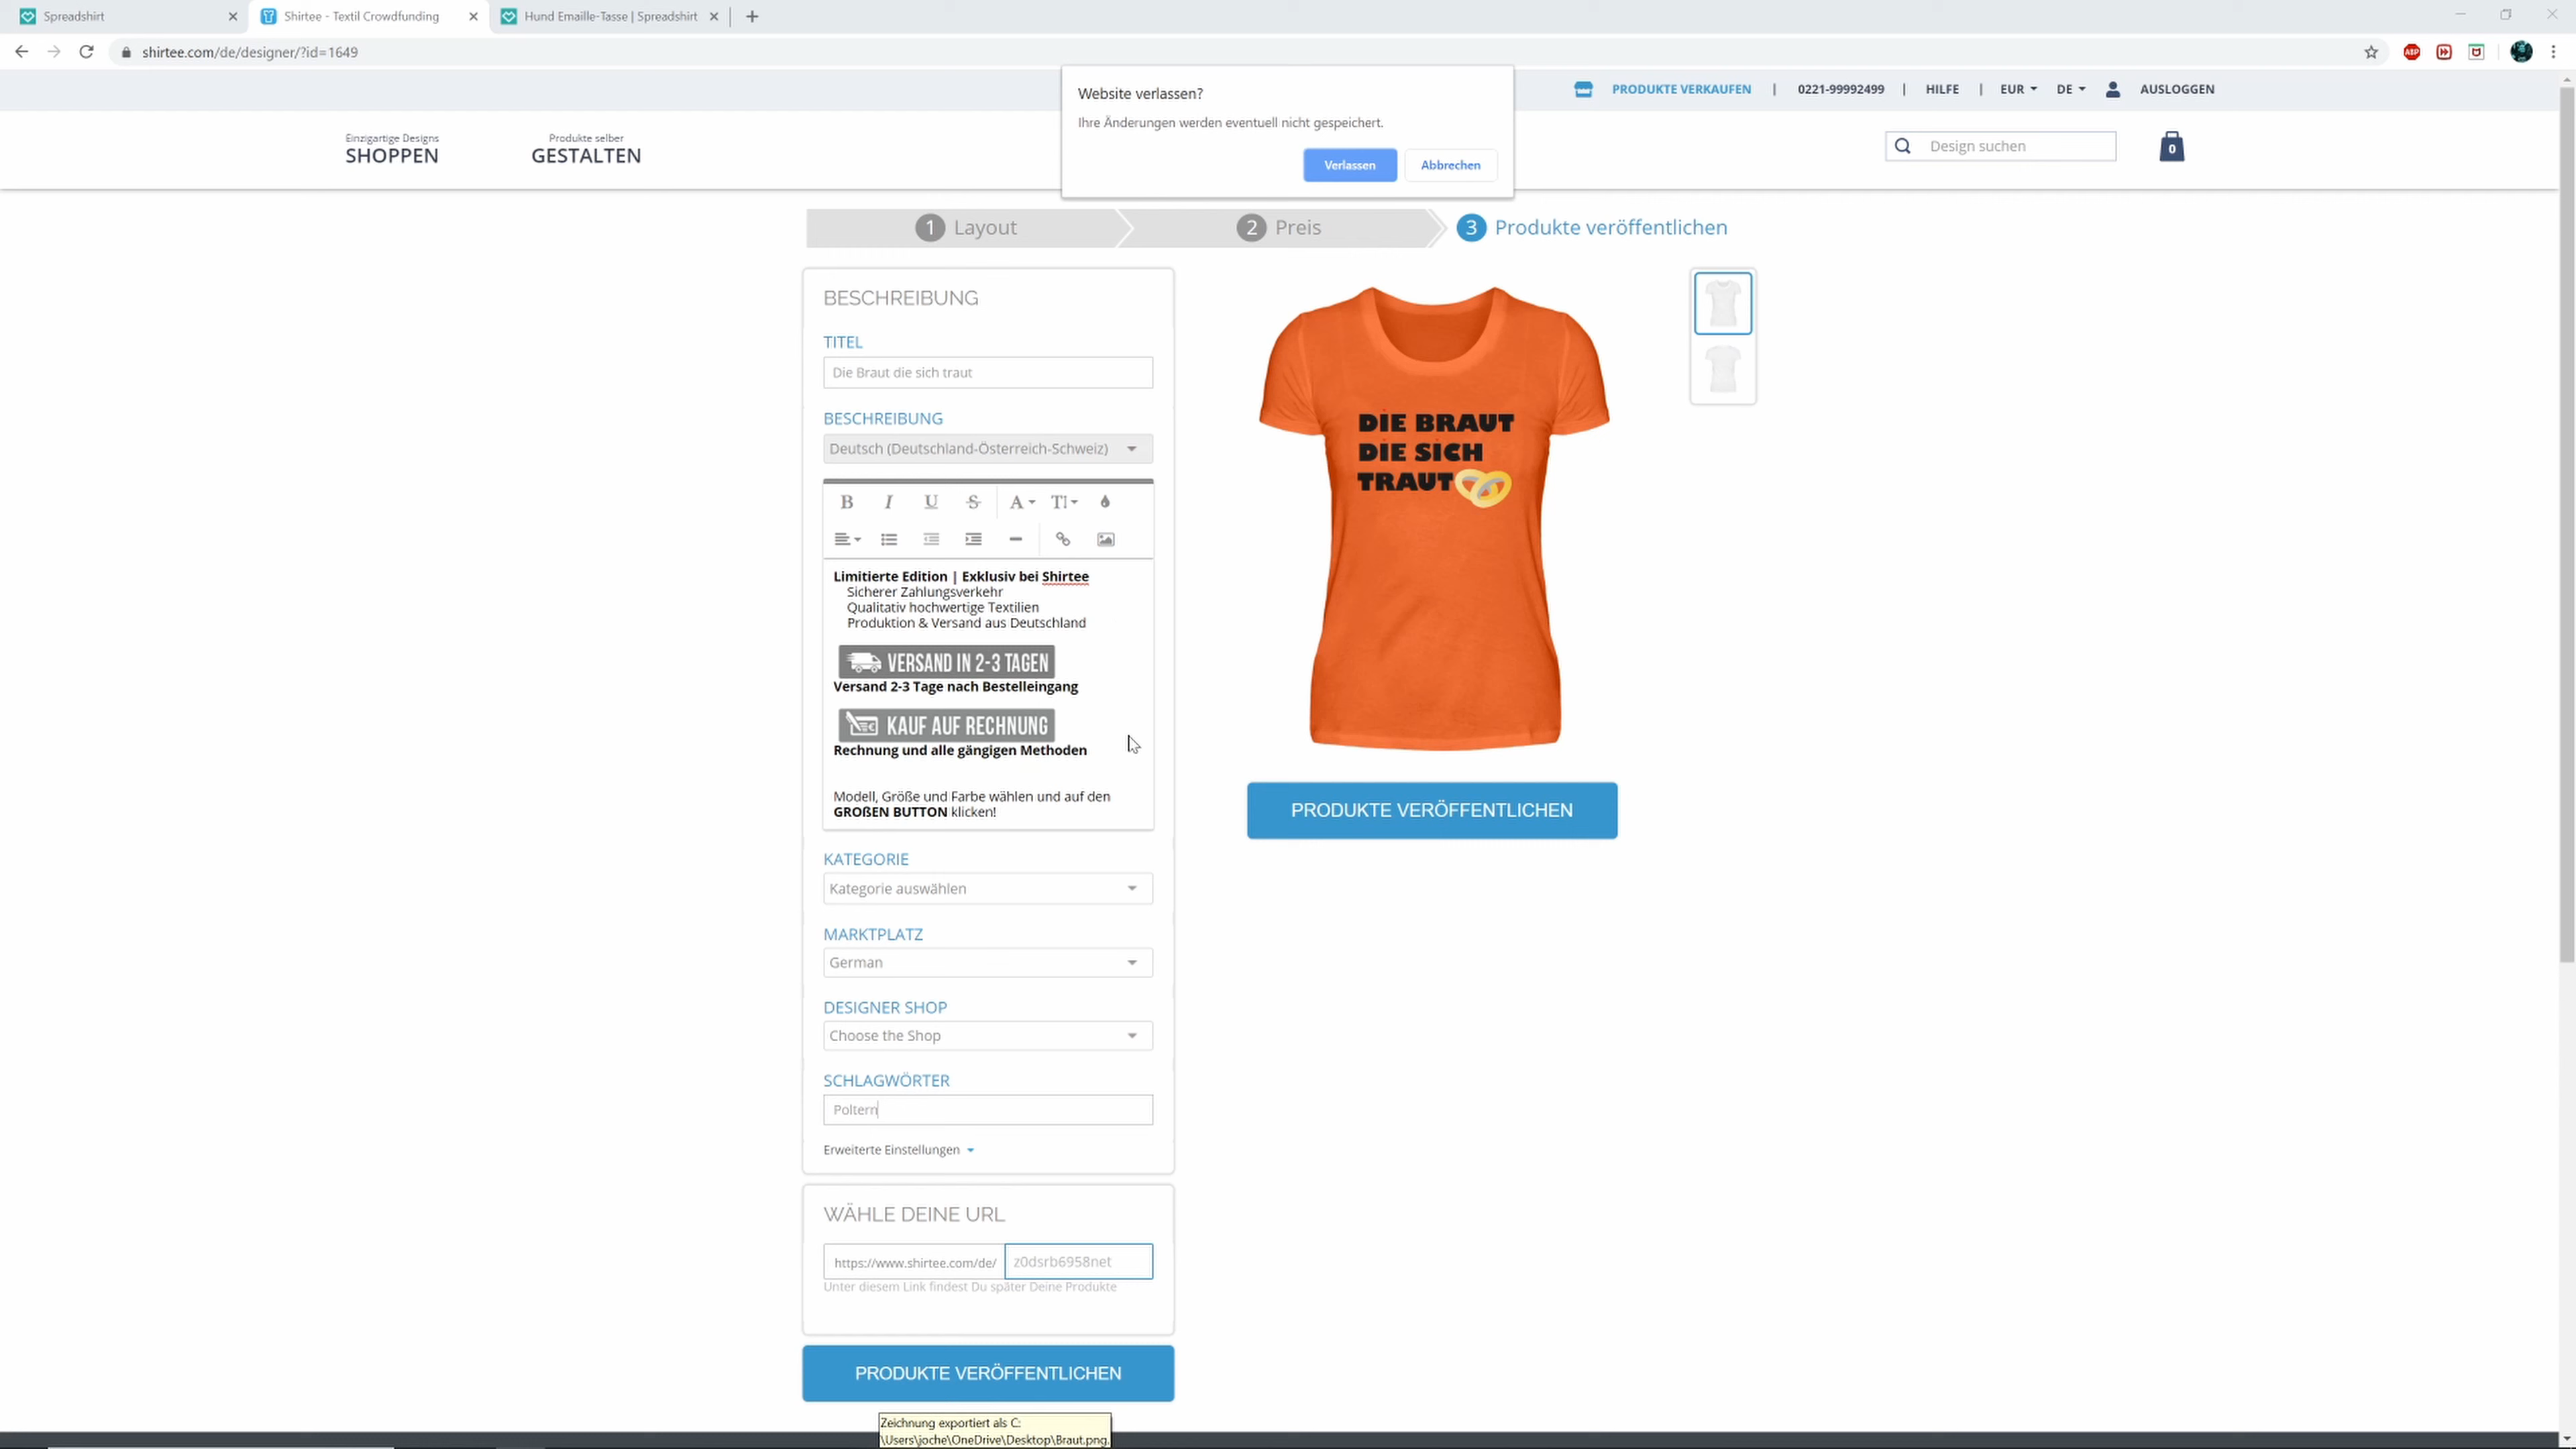 Spreadshirt
Shirtee - Textil Crowdfunding
Hund Emaille-Tasse | Spreadshirt
shirtee.com/de/designer/?id=1649
ABP
Website verlassen?
Ihre Änderungen werden eventuell nicht gespeichert.
Verlassen
Abbrechen
PRODUKTE VERKAUFEN | 0221-99992499 | HILFE | EUR DE AUSLOGGEN
Einzigartige Designs
SHOPPEN
Produkte selber
GESTALTEN
Design suchen
0
1 Layout
2 Preis
3 Produkte veröffentlichen
BESCHREIBUNG
TITEL
Die Braut die sich traut
BESCHREIBUNG
Deutsch (Deutschland-Österreich-Schweiz)
B I U S A T
Limitierte Edition | Exklusiv bei Shirtee
Sicherer Zahlungsverkehr
Qualitativ hochwertige Textilien
Produktion & Versand aus Deutschland
VERSAND IN 2-3 TAGEN
Versand 2-3 Tage nach Bestelleingang
KAUF AUF RECHNUNG
Rechnung und alle gängigen Methoden
Modell, Größe und Farbe wählen und auf den
GROßEN BUTTON klicken!
KATEGORIE
Kategorie auswählen
MARKTPLATZ
German
DESIGNER SHOP
Choose the Shop
SCHLAGWÖRTER
Poltern
Erweiterte Einstellungen
WÄHLE DEINE URL
https://www.shirtee.com/de/ z0dsrb6958net
Unter diesem Link findest Du später Deine Produkte
PRODUKTE VERÖFFENTLICHEN
DIE BRAUT
DIE SICH
TRAUT
PRODUKTE VERÖFFENTLICHEN
Zeichnung exportiert als C:
\Users\joche\OneDrive\Desktop\Braut.png.